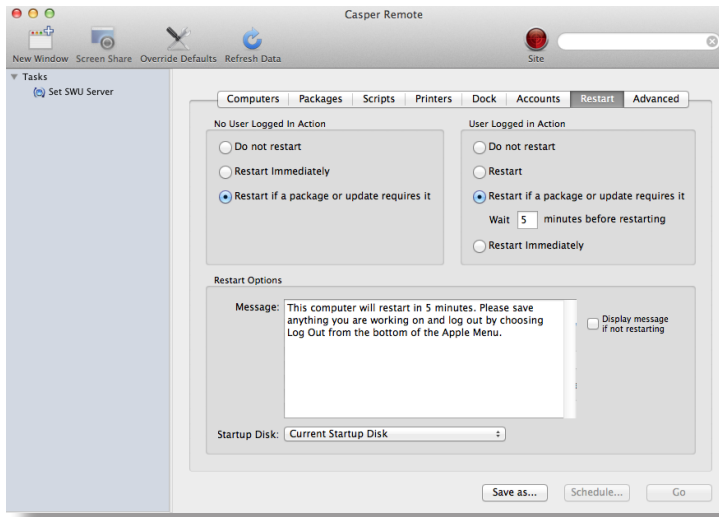 Casper Remote
New Window Screen Share Override Defaults Refresh Data Site
Tasks
Set SWU Server
Computers Packages Scripts Printers Dock Accounts Restart Advanced
No User Logged In Action
Do not restart
Restart Immediately
Restart if a package or update requires it
User Logged in Action
Do not restart
Restart
Restart if a package or update requires it
Wait 5 minutes before restarting
Restart Immediately
Restart Options
Message: This computer will restart in 5 minutes. Please save
anything you are working on and log out by choosing
Log Out from the bottom of the Apple Menu.
Display message
if not restarting
Startup Disk: Current Startup Disk
Save as... Schedule... Go